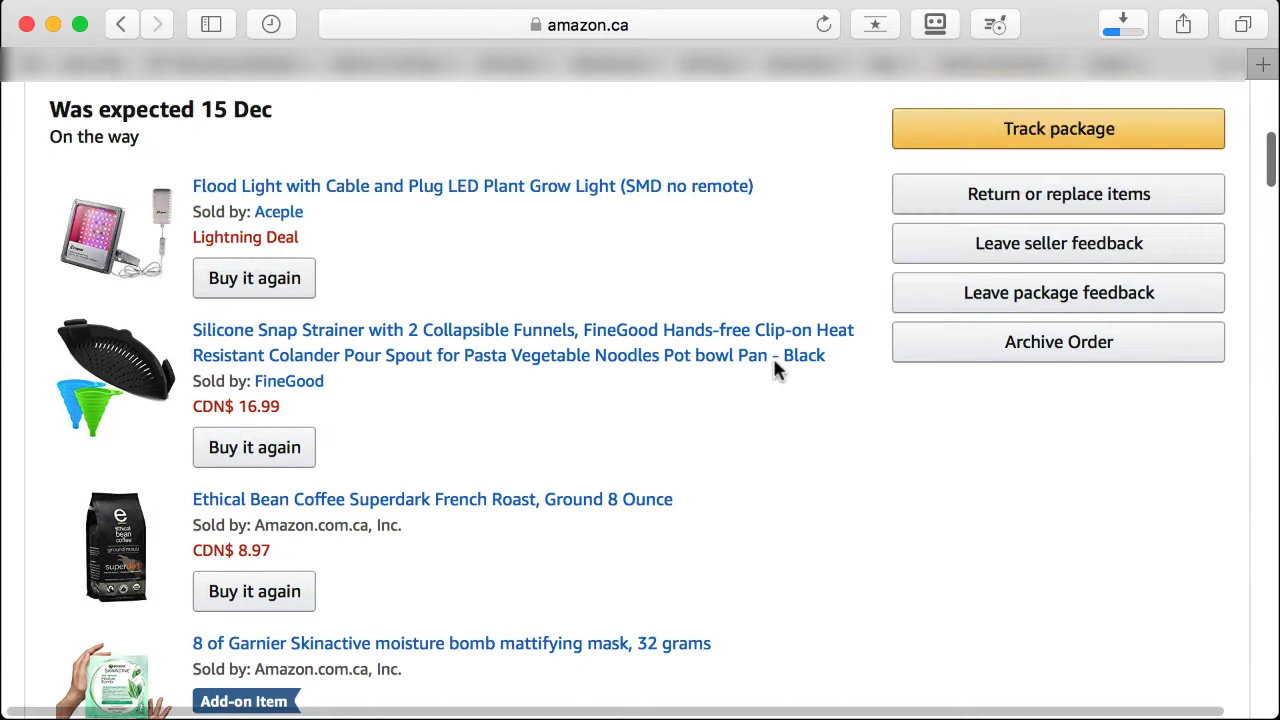 amazon.ca
Was expected 15 Dec
On the way
Track package
Flood Light with Cable and Plug LED Plant Grow Light (SMD no remote)
Sold by: Aceple
Lightning Deal
Buy it again
Return or replace items
Leave seller feedback
Leave package feedback
Archive Order
Silicone Snap Strainer with 2 Collapsible Funnels, FineGood Hands-free Clip-on Heat
Resistant Colander Pour Spout for Pasta Vegetable Noodles Pot bowl Pan - Black
Sold by: FineGood
CDN$ 16.99
Buy it again
Ethical Bean Coffee Superdark French Roast, Ground 8 Ounce
Sold by: Amazon.com.ca, Inc.
CDN$ 8.97
Buy it again
e
ethical
bean
coffee
8 of Garnier Skinactive moisture bomb mattifying mask, 32 grams
Sold by: Amazon.com.ca, Inc.
Add-on Item